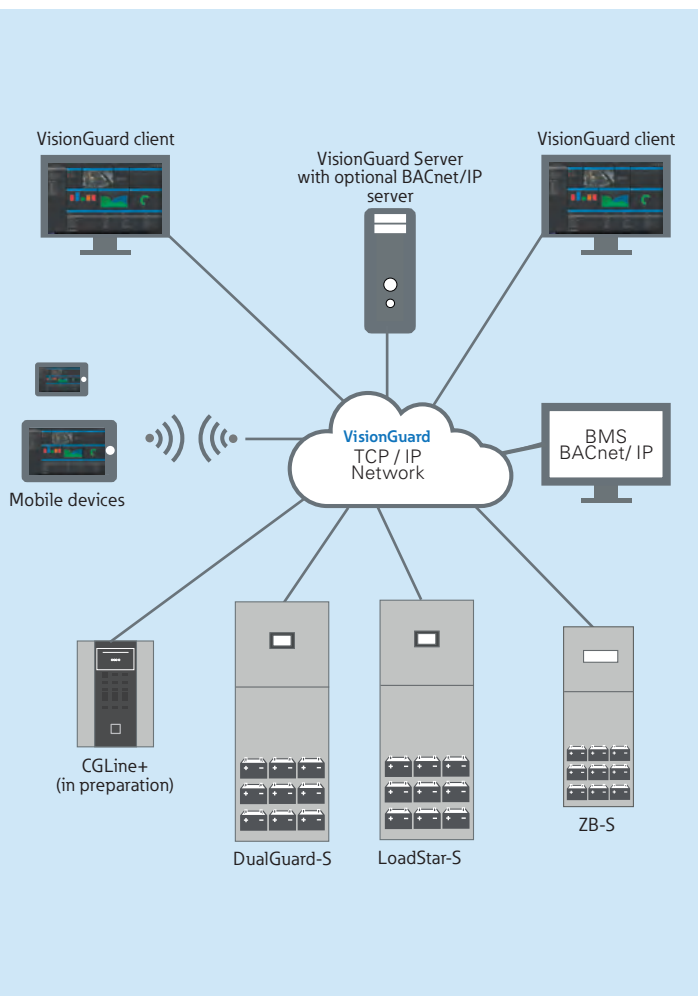 VisionGuard client
VisionGuard Server
with optional BACnet/IP
server
VisionGuard client
VisionGuard
TCP / IP
Network
BMS
BACnet/ IP
Mobile devices
CGLine+
(in preparation)
DualGuard-S
LoadStar-S
ZB-S